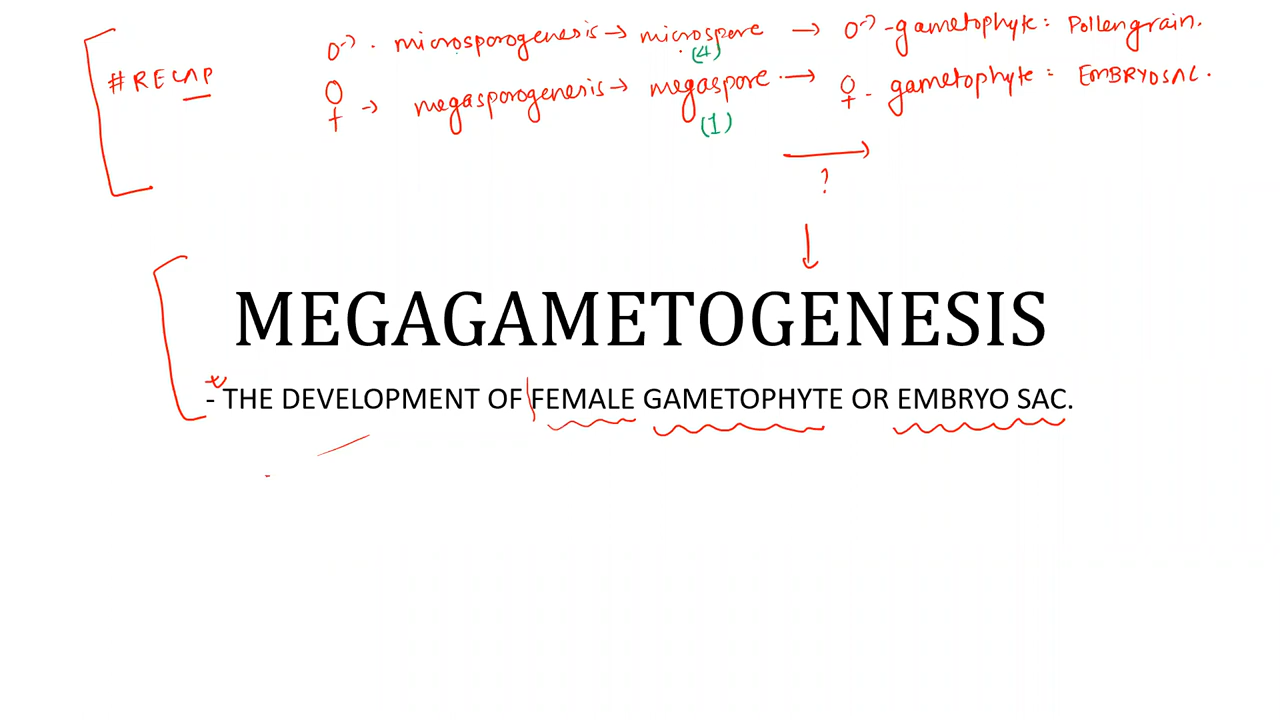 ♂ . microsporogenesis → microspore → ♂ - gametophyte : Pollengrain.
(4)
# RECAP
♀ → megasporogenesis → megaspore . → ♀ - gametophyte : EMBRYOSAC .
(1)
?
MEGAGAMETOGENESIS
- THE DEVELOPMENT OF FEMALE GAMETOPHYTE OR EMBRYO SAC.